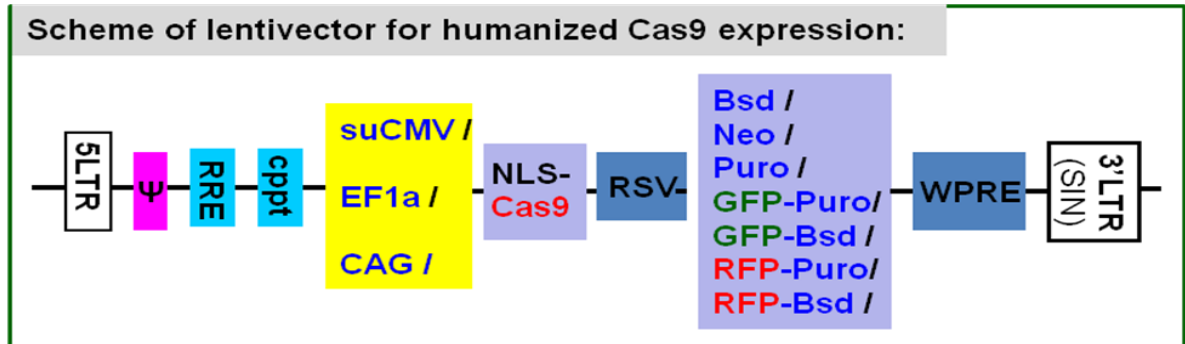 Scheme of lentivector for humanized Cas9 expression:
5LTR
Ψ
RRE
cppt
suCMV /
EF1a /
CAG /
NLS-
Cas9
RSV
Bsd /
Neo /
Puro /
GFP-Puro/
GFP-Bsd /
RFP-Puro/
RFP-Bsd /
WPRE
3'LTR
(SIN)